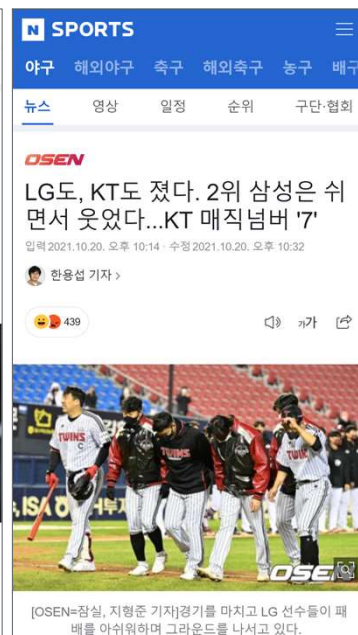 N SPORTS
야구 해외야구 축구 해외축구 농구 배구
뉴스 영상 일정 순위 구단·협회
OSEN
LG도, KT도 졌다. 2위 삼성은 쉬
면서 웃었다...KT 매직넘버 '7'
입력 2021.10.20. 오후 10:14 · 수정 2021.10.20. 오후 10:32
한용섭 기자 >
439 가가
TWINS
TWINS
TWINS
OSEN
[OSEN=잠실, 지형준 기자]경기를 마치고 LG 선수들이 패
배를 아쉬워하며 그라운드를 나서고 있다.